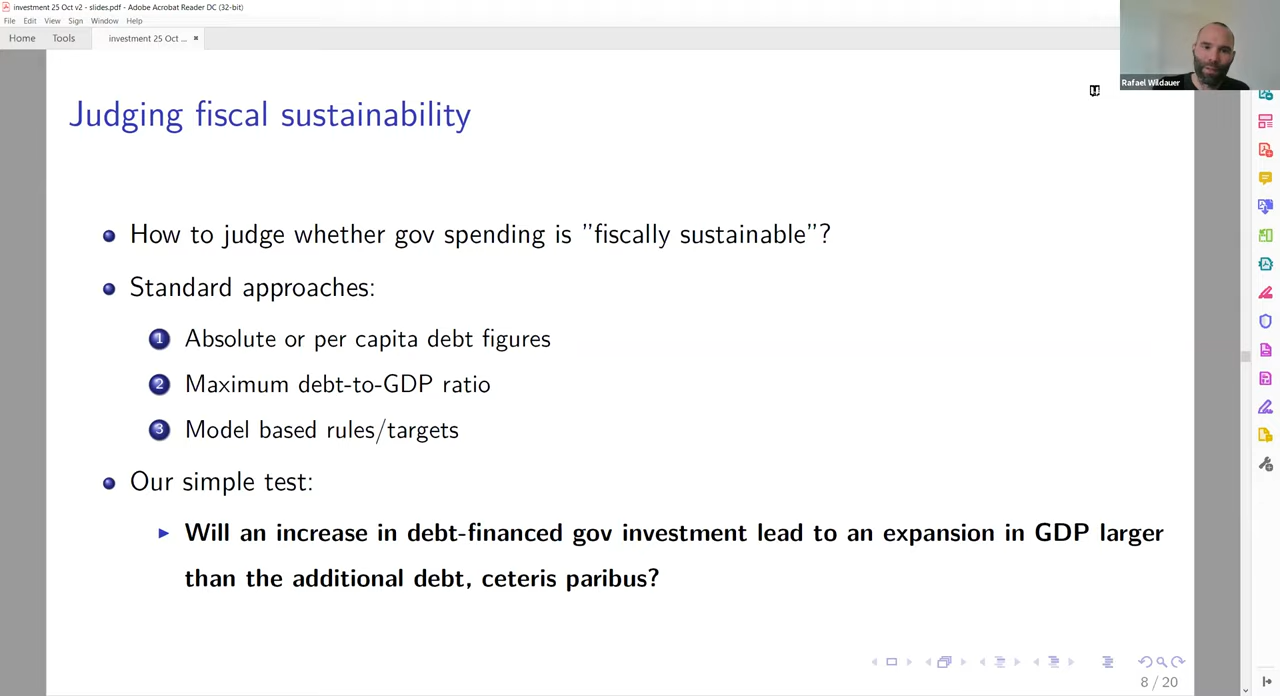 investment 25 Oct v2 - slides.pdf - Adobe Acrobat Reader DC (32-bit)
File Edit View Sign Window Help
Home Tools investment 25 Oct ... ×
Rafael Wildauer
Judging fiscal sustainability
How to judge whether gov spending is ”fiscally sustainable”?
Standard approaches:
1 Absolute or per capita debt figures
2 Maximum debt-to-GDP ratio
3 Model based rules/targets
Our simple test:
Will an increase in debt-financed gov investment lead to an expansion in GDP larger
than the additional debt, ceteris paribus?
8 / 20